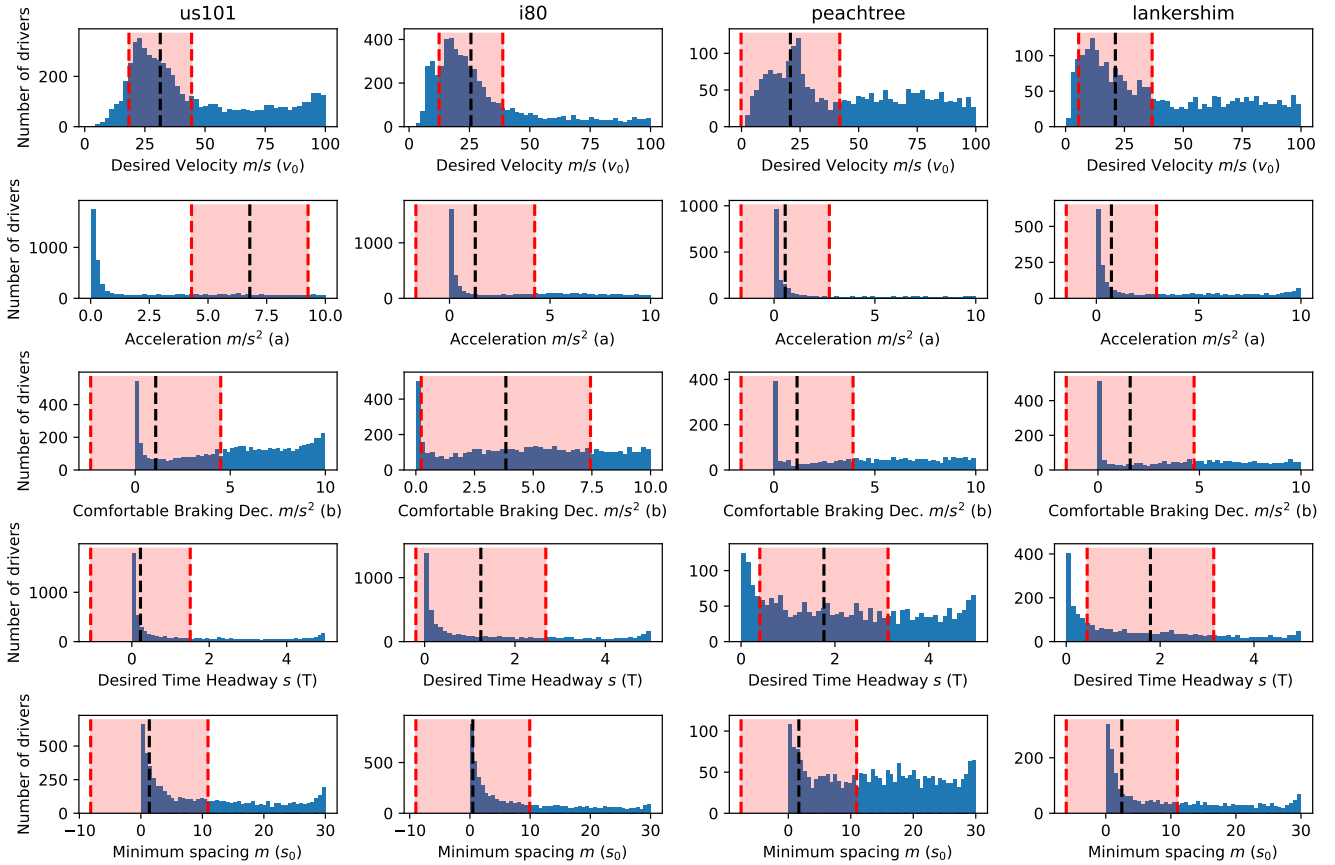 us101 i80 peachtree lankershim
Number of drivers
0 200
0 200 400
0 50 100
0 50 100
0 25 50 75 100
0 25 50 75 100
0 25 50 75 100
0 25 50 75 100
Desired Velocity m/s (v₀) Desired Velocity m/s (v₀) Desired Velocity m/s (v₀) Desired Velocity m/s (v₀)
Number of drivers
0 1000
0 1000
0 500 1000
0 250 500
0.0 2.5 5.0 7.5 10.0
0 5 10
0 5 10
0 5 10
Acceleration m/s² (a) Acceleration m/s² (a) Acceleration m/s² (a) Acceleration m/s² (a)
Number of drivers
0 200 400
0 200 400
0 200 400
0 200 400
0 5 10
0.0 2.5 5.0 7.5 10.0
0 5 10
0 5 10
Comfortable Braking Dec. m/s² (b) Comfortable Braking Dec. m/s² (b) Comfortable Braking Dec. m/s² (b) Comfortable Braking Dec. m/s² (b)
Number of drivers
0 1000
0 1000
0 50 100
0 200 400
0 2 4
0 2 4
0 2 4
0 2 4
Desired Time Headway s (T) Desired Time Headway s (T) Desired Time Headway s (T) Desired Time Headway s (T)
Number of drivers
0 250 500
0 500
0 50 100
0 200
−10 0 10 20 30
−10 0 10 20 30
0 10 20 30
0 10 20 30
Minimum spacing m (s₀) Minimum spacing m (s₀) Minimum spacing m (s₀) Minimum spacing m (s₀)